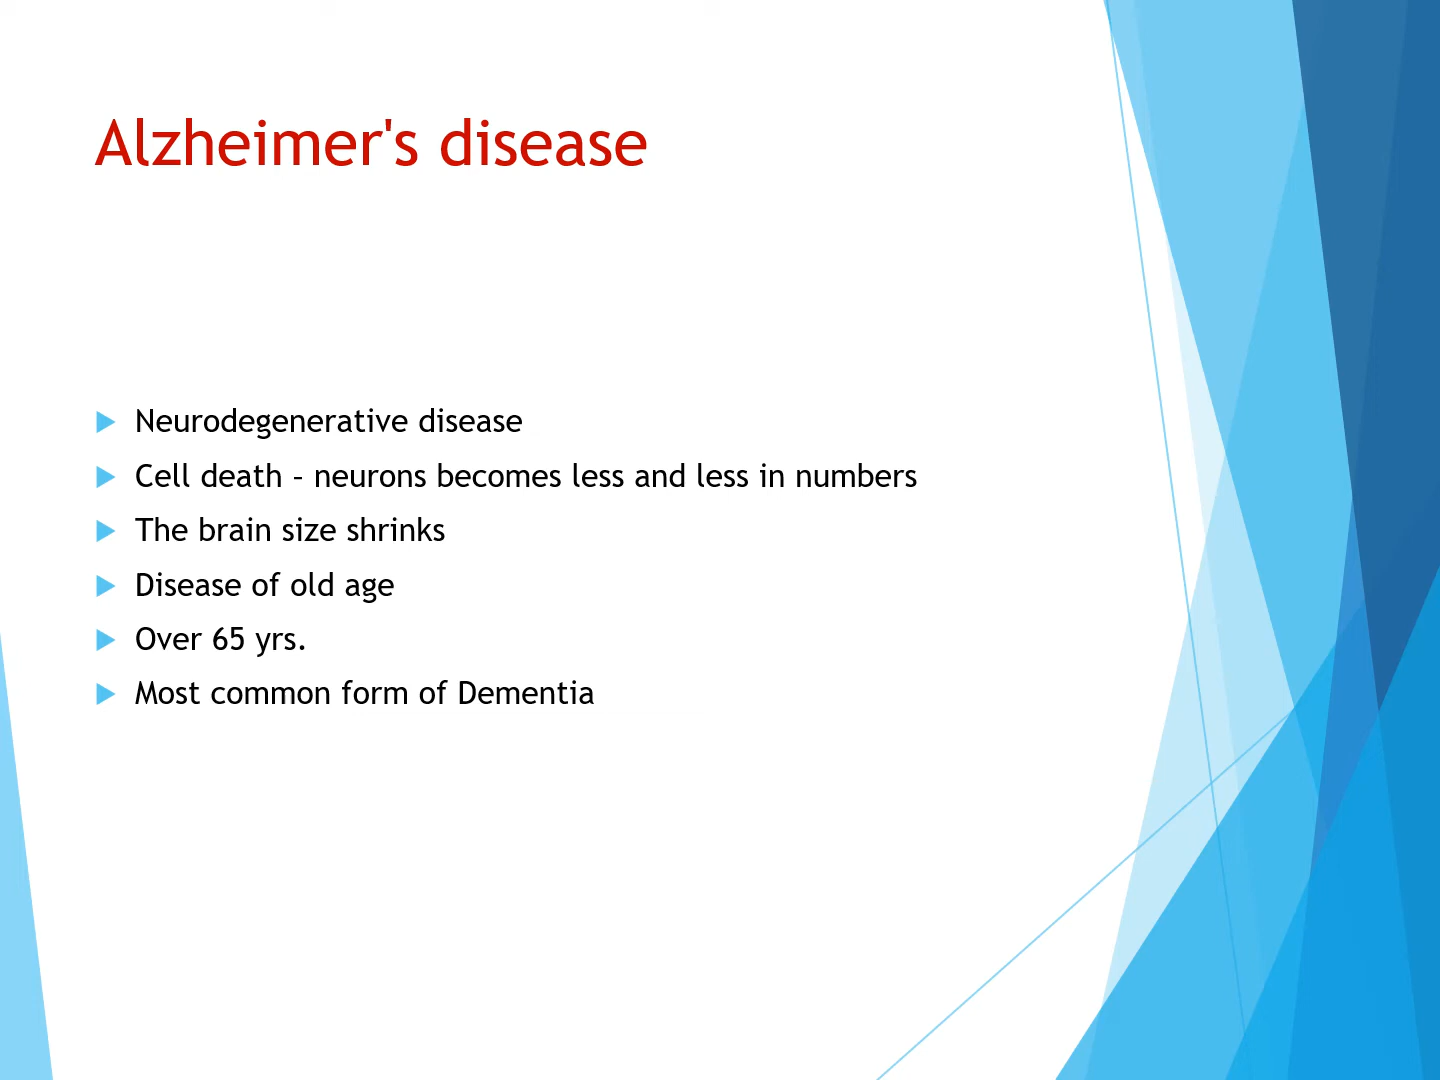 Alzheimer's disease
Neurodegenerative disease
Cell death – neurons becomes less and less in numbers
The brain size shrinks
Disease of old age
Over 65 yrs.
Most common form of Dementia